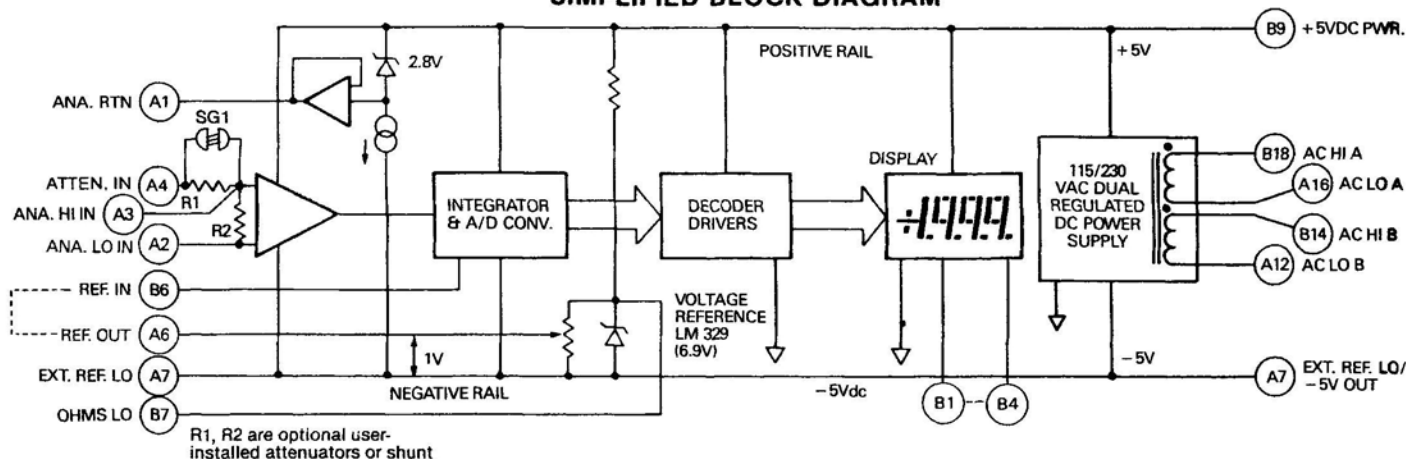 SIMPLIFIED BLOCK DIAGRAM
B9 +5VDC PWR.
POSITIVE RAIL
+5V
2.8V
ANA. RTN A1
SG1
ATTEN. IN A4
R1
ANA. HI IN A3
R2
ANA. LO IN A2
INTEGRATOR
& A/D CONV.
DECODER
DRIVERS
DISPLAY
1999
115/230
VAC DUAL
REGULATED
DC POWER
SUPPLY
B18 AC HI A
A16 AC LO A
B14 AC HI B
A12 AC LO B
REF. IN B6
REF. OUT A6
1V
VOLTAGE
REFERENCE
LM 329
(6.9V)
-5V
EXT. REF. LO A7
NEGATIVE RAIL
-5Vdc
A7 EXT. REF. LO/
-5V OUT
OHMS LO B7
B1 -- B4
R1, R2 are optional user-
installed attenuators or shunt